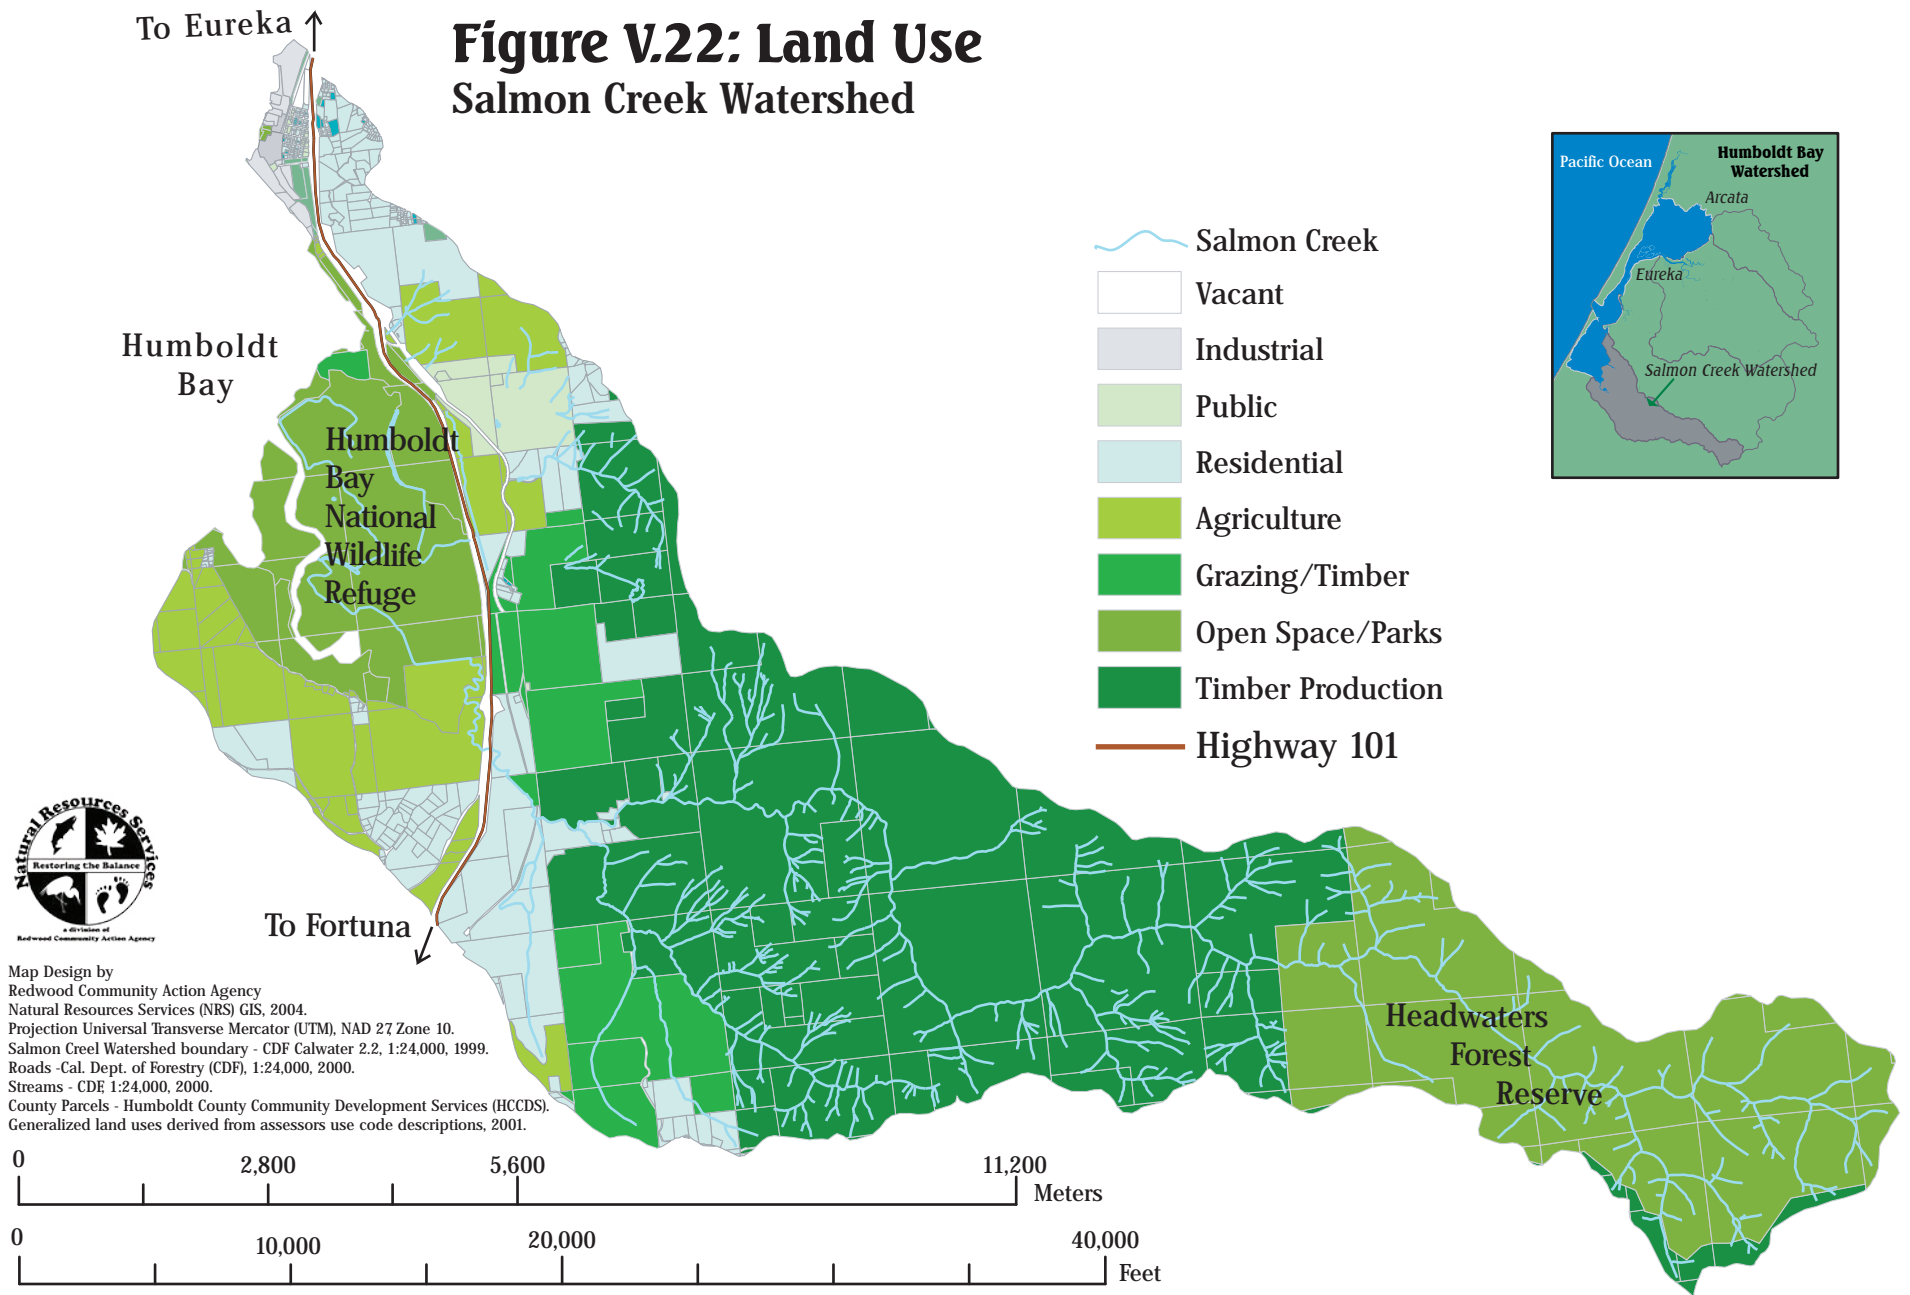 To Eureka
Figure V.22: Land Use
Salmon Creek Watershed
Pacific Ocean
Humboldt Bay
Watershed
Arcata
Eureka
Salmon Creek Watershed
Salmon Creek
Vacant
Industrial
Public
Residential
Agriculture
Grazing/Timber
Open Space/Parks
Timber Production
Highway 101
Humboldt
Bay
Humboldt
Bay
National
Wildlife
Refuge
Natural Resources Services
Restoring the Balance
a division of
Redwood Community Action Agency
To Fortuna
Headwaters
Forest
Reserve
Map Design by
Redwood Community Action Agency
Natural Resources Services (NRS) GIS, 2004.
Projection Universal Transverse Mercator (UTM), NAD 27, Zone 10.
Salmon Creel Watershed boundary - CDF Calwater 2.2, 1:24,000, 1999.
Roads -Cal. Dept. of Forestry (CDF), 1:24,000, 2000.
Streams - CDF, 1:24,000, 2000.
County Parcels - Humboldt County Community Development Services (HCCDS).
Generalized land uses derived from assessors use code descriptions, 2001.
0 2,800 5,600 11,200
Meters
0 10,000 20,000 40,000
Feet